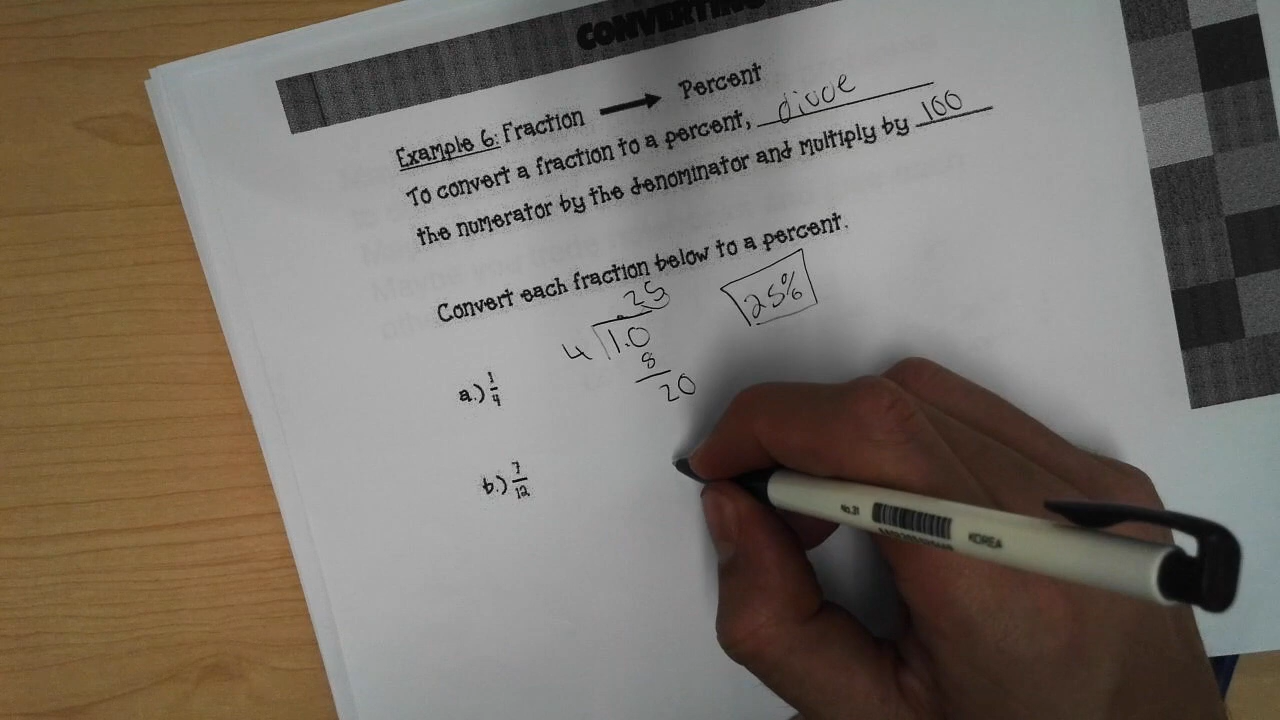 CONVERTING
Example 6: Fraction → Percent
To convert a fraction to a percent, divide
the numerator by the denominator and multiply by 100
Convert each fraction below to a percent.
.25
4 1.0
8
20
25%
a.) 1/4
b.) 7/12
No.31
KOREA